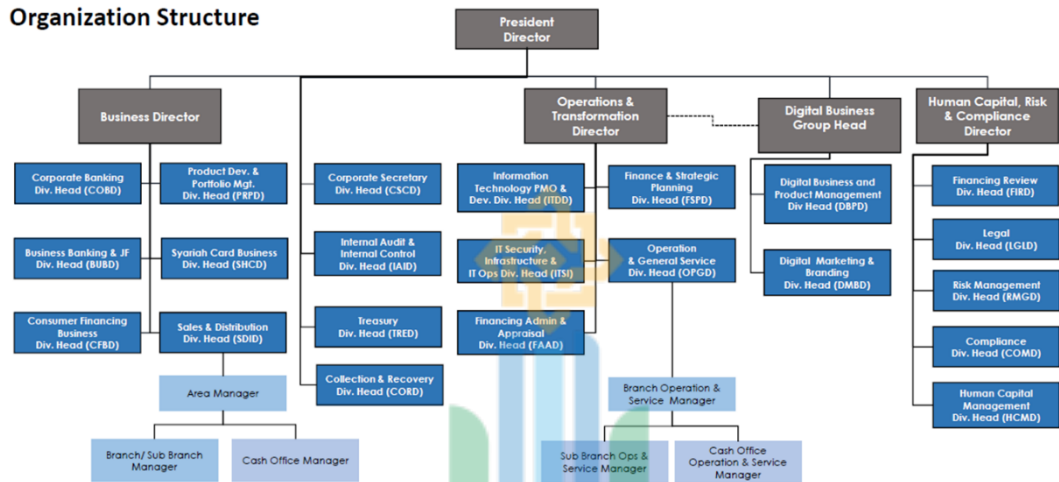 Organization Structure
President
Director
Business Director
Operations &
Transformation
Director
Digital Business
Group Head
Human Capital, Risk
& Compliance
Director
Corporate Banking
Div. Head (COBD)
Product Dev. &
Portfolio Mgt.
Div. Head (PRPD)
Corporate Secretary
Div. Head (CSCD)
Information
Technology PMO &
Dev. Div. Head (ITDD)
Finance & Strategic
Planning
Div. Head (FSPD)
Digital Business and
Product Management
Div Head (DBPD)
Financing Review
Div. Head (FIRD)
Business Banking & JF
Div. Head (BUBD)
Syariah Card Business
Div. Head (SHCD)
Internal Audit &
Internal Control
Div. Head (IAID)
IT Security,
Infrastructure &
IT Ops Div. Head (ITSI)
Operation
& General Service
Div. Head (OPGD)
Digital Marketing &
Branding
Div. Head (DMBD)
Legal
Div. Head (LGLD)
Risk Management
Div. Head (RMGD)
Consumer Financing
Business
Div. Head (CFBD)
Sales & Distribution
Div. Head (SDID)
Treasury
Div. Head (TRED)
Financing Admin &
Appraisal
Div. Head (FAAD)
Compliance
Div. Head (COMD)
Collection & Recovery
Div. Head (CORD)
Human Capital
Management
Div. Head (HCMD)
Area Manager
Branch Operation &
Service Manager
Branch/ Sub Branch
Manager
Cash Office Manager
Sub Branch Ops &
Service Manager
Cash Office
Operation & Service
Manager